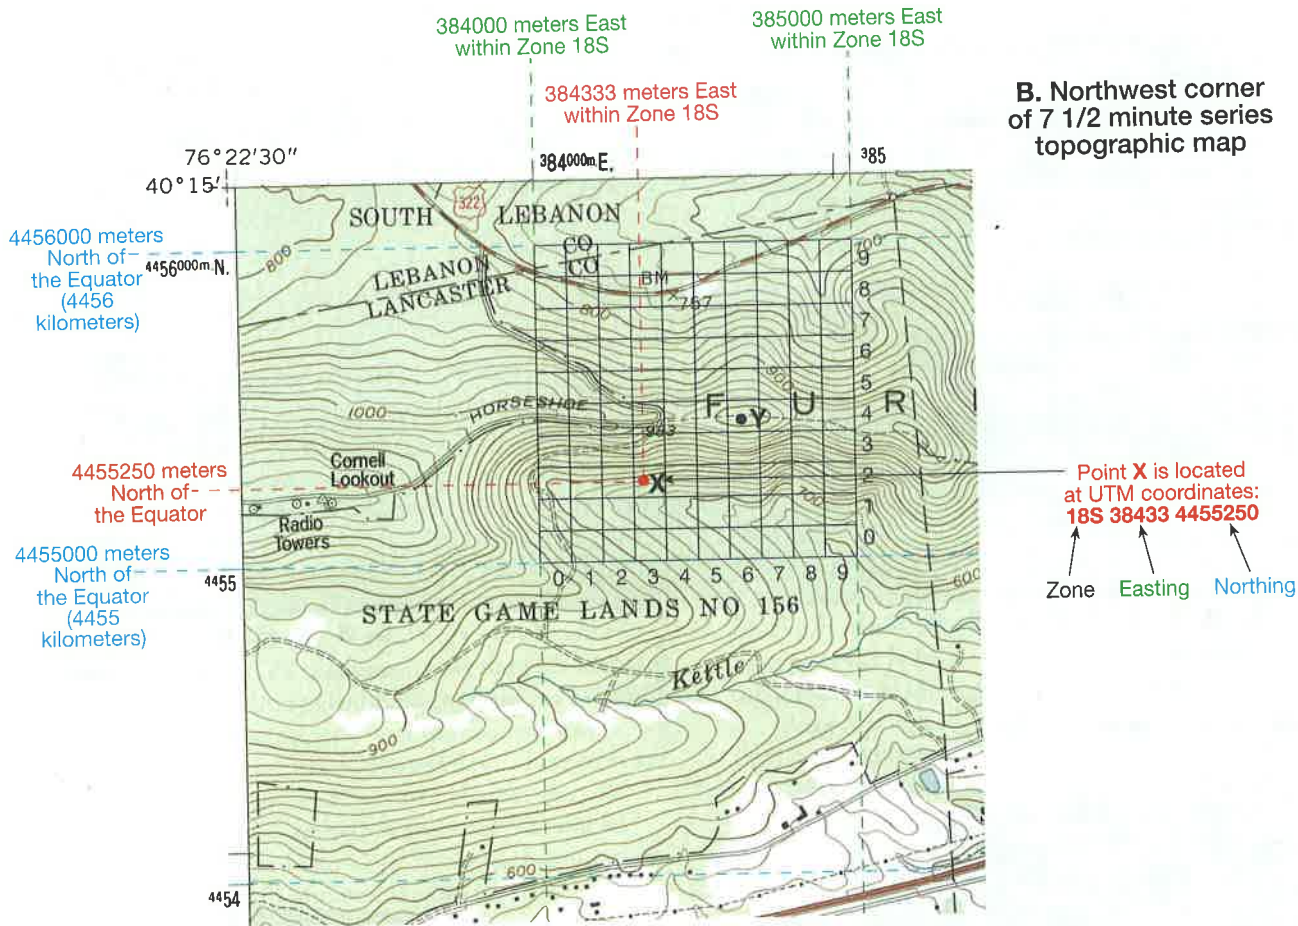 384000 meters East
within Zone 18S
385000 meters East
within Zone 18S
384333 meters East
within Zone 18S
B. Northwest corner
of 7 1/2 minute series
topographic map
76°22'30"
384000m.E.
385
40°15'
322
SOUTH LEBANON
4456000 meters
North of
the Equator
(4456
kilometers)
4456000m.N.
800
CO
CO
LEBANON
LANCASTER
BM
757
800
700
9
8
7
6
5
4
3
2
1
0
900
1000
HORSESHOE
F U R
Y
983
Cornell
Lookout
4455250 meters
North of
the Equator
X
700
Radio
Towers
Point X is located
at UTM coordinates:
18S 38433 4455250
Zone Easting Northing
4455000 meters
North of
the Equator
(4455
kilometers)
4455
0 1 2 3 4 5 6 7 8 9
600
STATE GAME LANDS NO 156
Kettle
900
600
4454